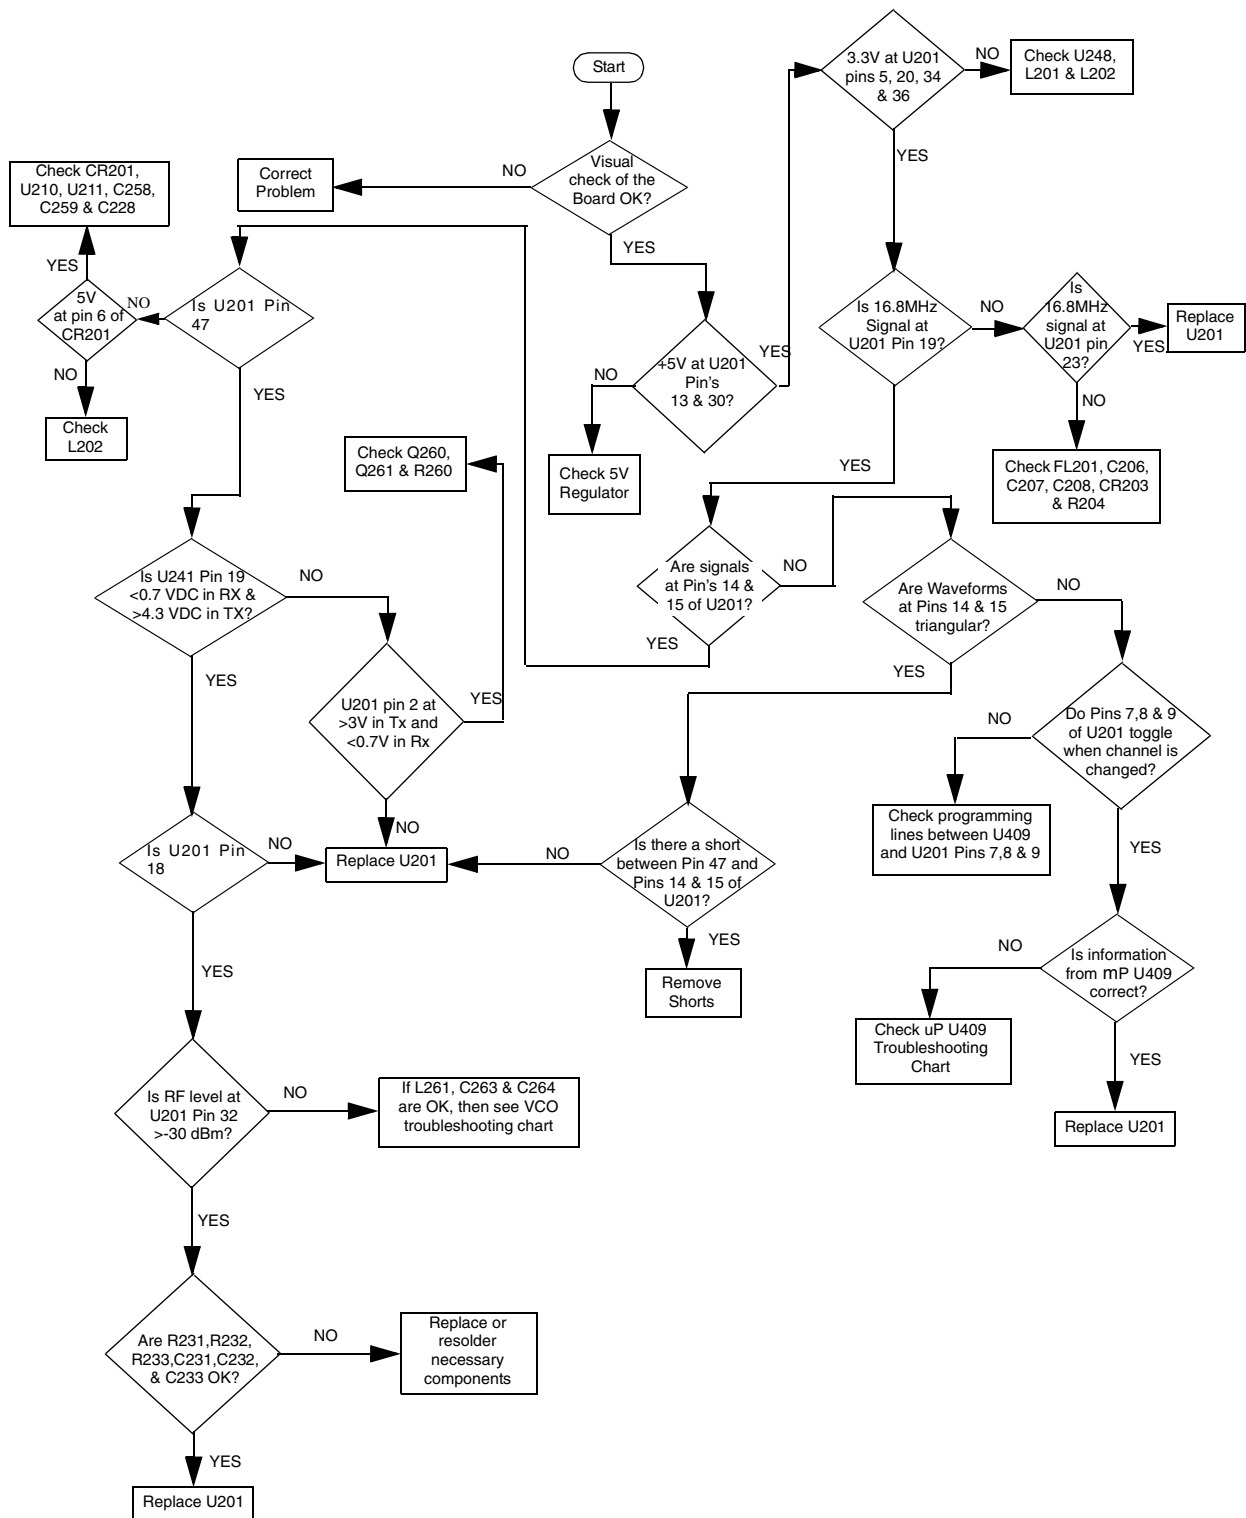 Start
3.3V at U201
pins 5, 20, 34
& 36
NO
Check U248,
L201 & L202
YES
Visual
check of the
Board OK?
NO
Correct
Problem
YES
Check CR201,
U210, U211, C258,
C259 & C228
YES
5V
at pin 6 of
CR201
NO
Is U201 Pin
47
NO
Check
L202
YES
+5V at U201
Pin's
13 & 30?
YES
NO
Check 5V
Regulator
Is 16.8MHz
Signal at
U201 Pin 19?
NO
Is
16.8MHz
signal at
U201 pin
23?
YES
Replace
U201
NO
Check FL201, C206,
C207, C208, CR203
& R204
YES
Check Q260,
Q261 & R260
Are signals
at Pin's 14 &
15 of U201?
NO
YES
Are Waveforms
at Pins 14 & 15
triangular?
NO
YES
Is U241 Pin 19
<0.7 VDC in RX &
>4.3 VDC in TX?
NO
YES
U201 pin 2 at
>3V in Tx and
<0.7V in Rx
YES
NO
Do Pins 7,8 & 9
of U201 toggle
when channel is
changed?
NO
Check programming
lines between U409
and U201 Pins 7,8 & 9
YES
Is U201 Pin
18
NO
Replace U201
NO
Is there a short
between Pin 47 and
Pins 14 & 15 of
U201?
YES
Remove
Shorts
YES
Is information
from mP U409
correct?
NO
Check uP U409
Troubleshooting
Chart
YES
Replace U201
Is RF level at
U201 Pin 32
>-30 dBm?
NO
If L261, C263 & C264
are OK, then see VCO
troubleshooting chart
YES
Are R231,R232,
R233,C231,C232,
& C233 OK?
NO
Replace or
resolder
necessary
components
YES
Replace U201